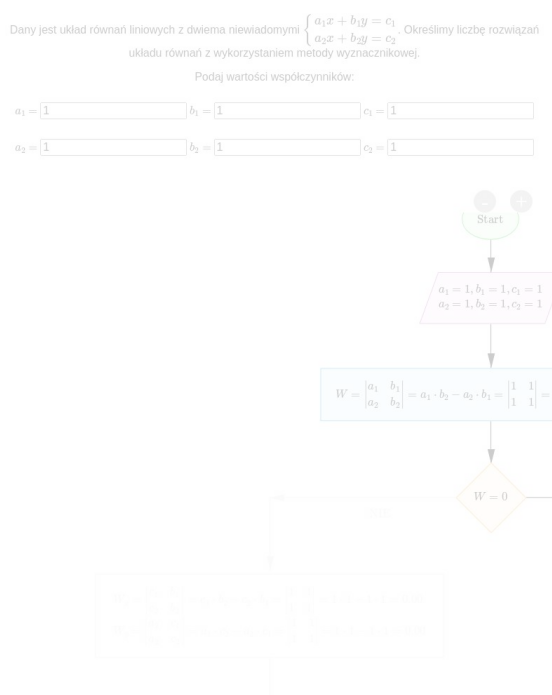 Dany jest układ równań liniowych z dwiema niewiadomymi { a₁x + b₁y = c₁
a₂x + b₂y = c₂ . Określimy liczbę rozwiązań
układu równań z wykorzystaniem metody wyznacznikowej.
Podaj wartości współczynników:
a₁ = 1 b₁ = 1 c₁ = 1
a₂ = 1 b₂ = 1 c₂ = 1
- +
Start
a₁ = 1, b₁ = 1, c₁ = 1
a₂ = 1, b₂ = 1, c₂ = 1
W = |a₁ b₁| = a₁ · b₂ − a₂ · b₁ = |1 1| =
|a₂ b₂| |1 1|
W = 0